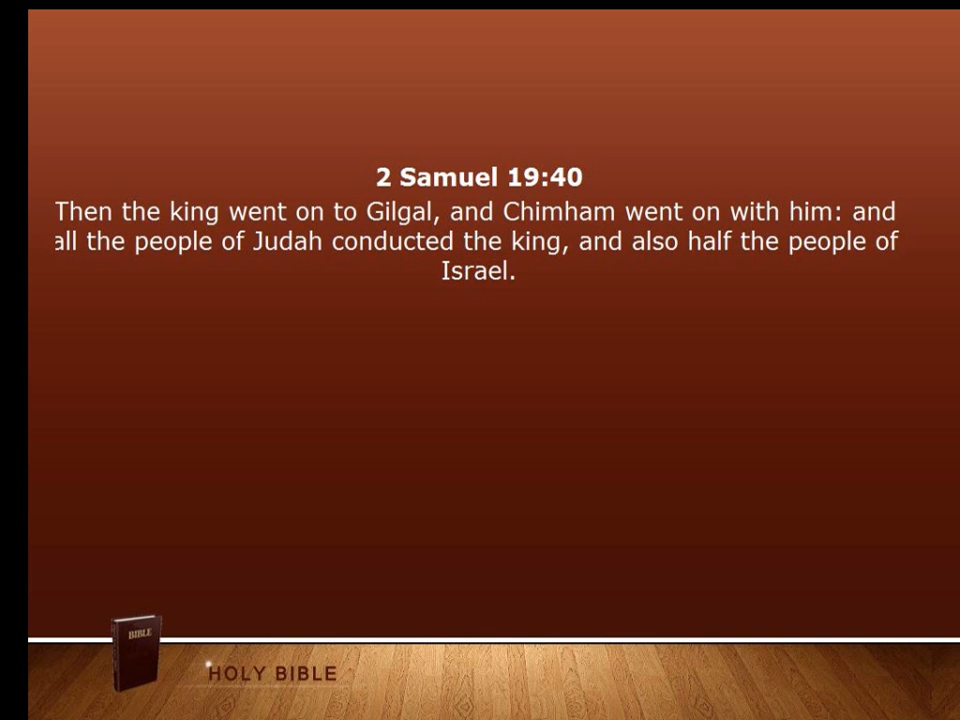 2 Samuel 19:40
Then the king went on to Gilgal, and Chimham went on with him: and
all the people of Judah conducted the king, and also half the people of
Israel.
BIBLE
HOLY BIBLE